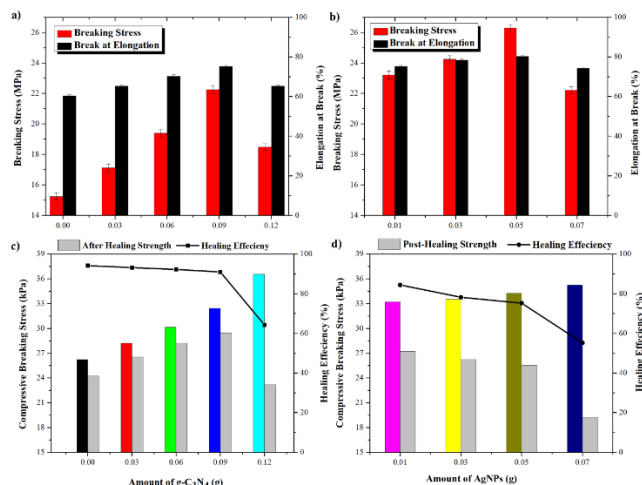 a)
Breaking Stress
Break at Elongation
Breaking Stress (MPa)
26
24
22
20
18
16
14
100
80
60
40
20
0
Elongation at Break (%)
0.00 0.03 0.06 0.09 0.12
b)
Breaking Stress
Break at Elongation
Breaking Stress (MPa)
26
24
22
20
18
16
14
100
80
60
40
20
0
Elongation at Break (%)
0.01 0.03 0.05 0.07
c)
After Healing Strength Healing Effeciency
Compressive Breaking Stress (kPa)
39
36
33
30
27
24
21
18
15
100
80
60
40
20
0
Healing Effeciency (%)
0.00 0.03 0.06 0.09 0.12
Amount of g-C₃N₄ (g)
d)
Post-Healing Strength Healing Effeciency
Compressive Breaking Stress (kPa)
39
36
33
30
27
24
21
18
15
100
80
60
40
20
0
Healing Effeciency (%)
0.01 0.03 0.05 0.07
Amount of AgNPs (g)